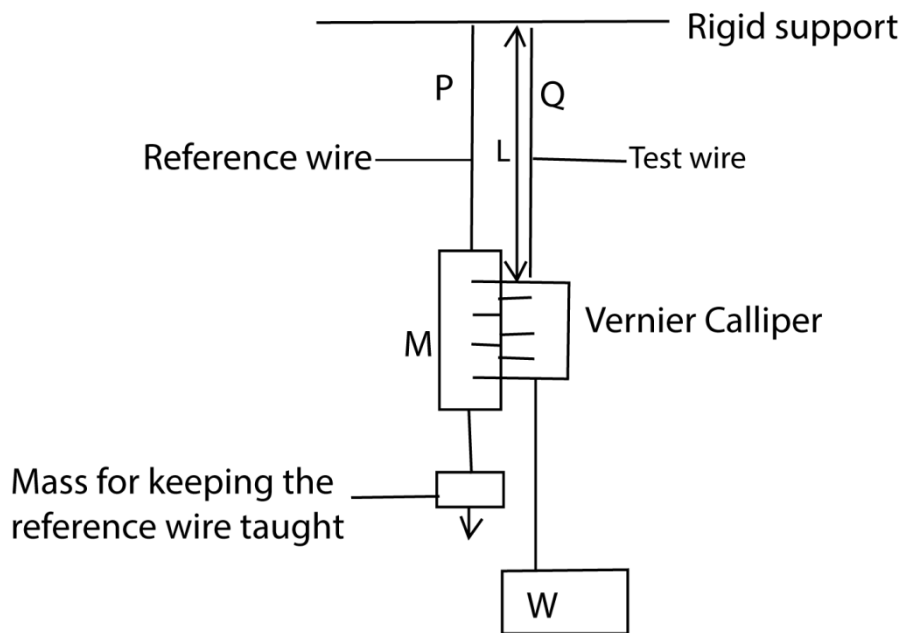 Rigid support
P
Q
Reference wire
L
Test wire
Vernier Calliper
M
Mass for keeping the
reference wire taught
W